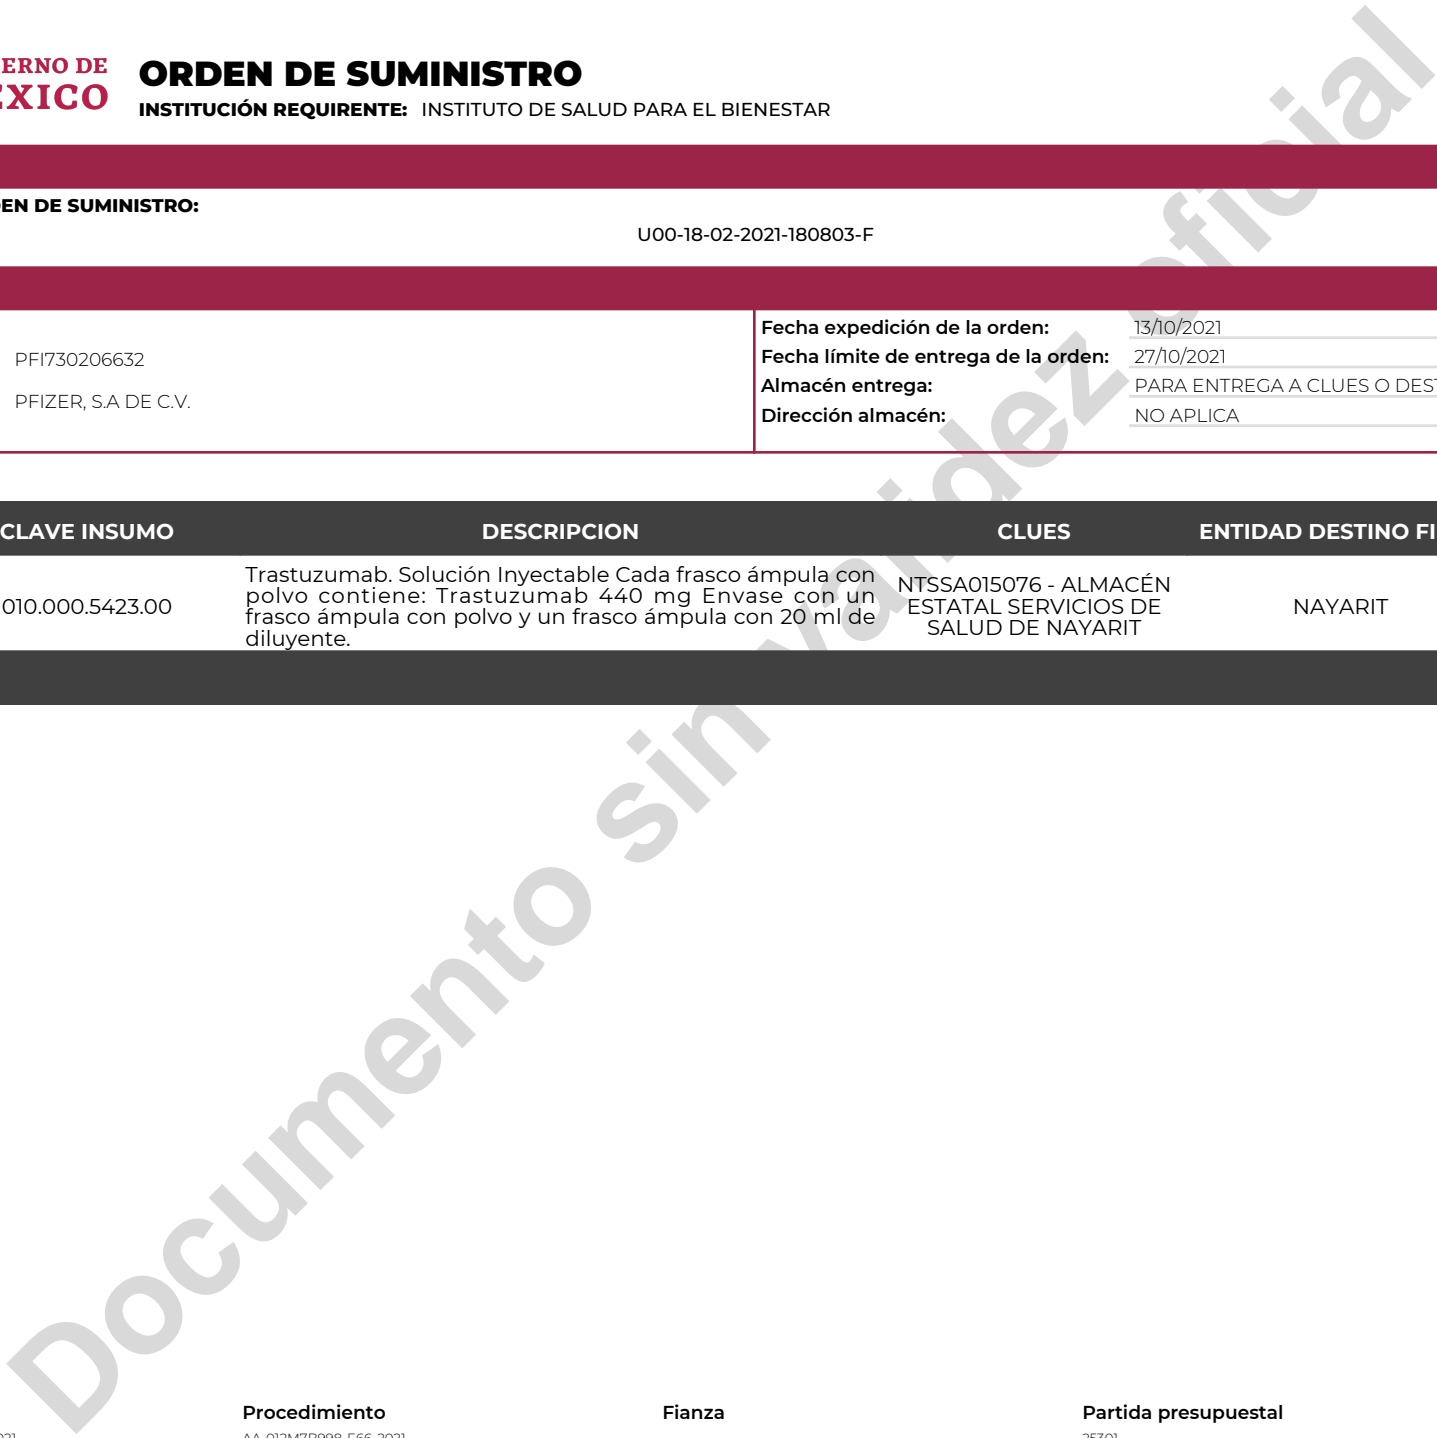 ERNO DE
ORDEN DE SUMINISTRO
INSTITUCIÓN REQUIRENTE: INSTITUTO DE SALUD PARA EL BIENESTAR
EN DE SUMINISTRO:
U00-18-02-2021-180803-F
PFI730206632
PFIZER, S.A DE C.V.
Fecha expedición de la orden: 13/10/2021
Fecha límite de entrega de la orden: 27/10/2021
Almacén entrega: PARA ENTREGA A CLUES O DES
Dirección almacén: NO APLICA
CLAVE INSUMO DESCRIPCION CLUES ENTIDAD DESTINO FI
010.000.5423.00
Trastuzumab. Solución Inyectable Cada frasco ámpula con
polvo contiene: Trastuzumab 440 mg Envase con un
frasco ámpula con polvo y un frasco ámpula con 20 ml de
diluyente.
NTSSA015076 - ALMACÉN
ESTATAL SERVICIOS DE
SALUD DE NAYARIT
NAYARIT
Documento sin validez oficial
Procedimiento Fianza Partida presupuestal